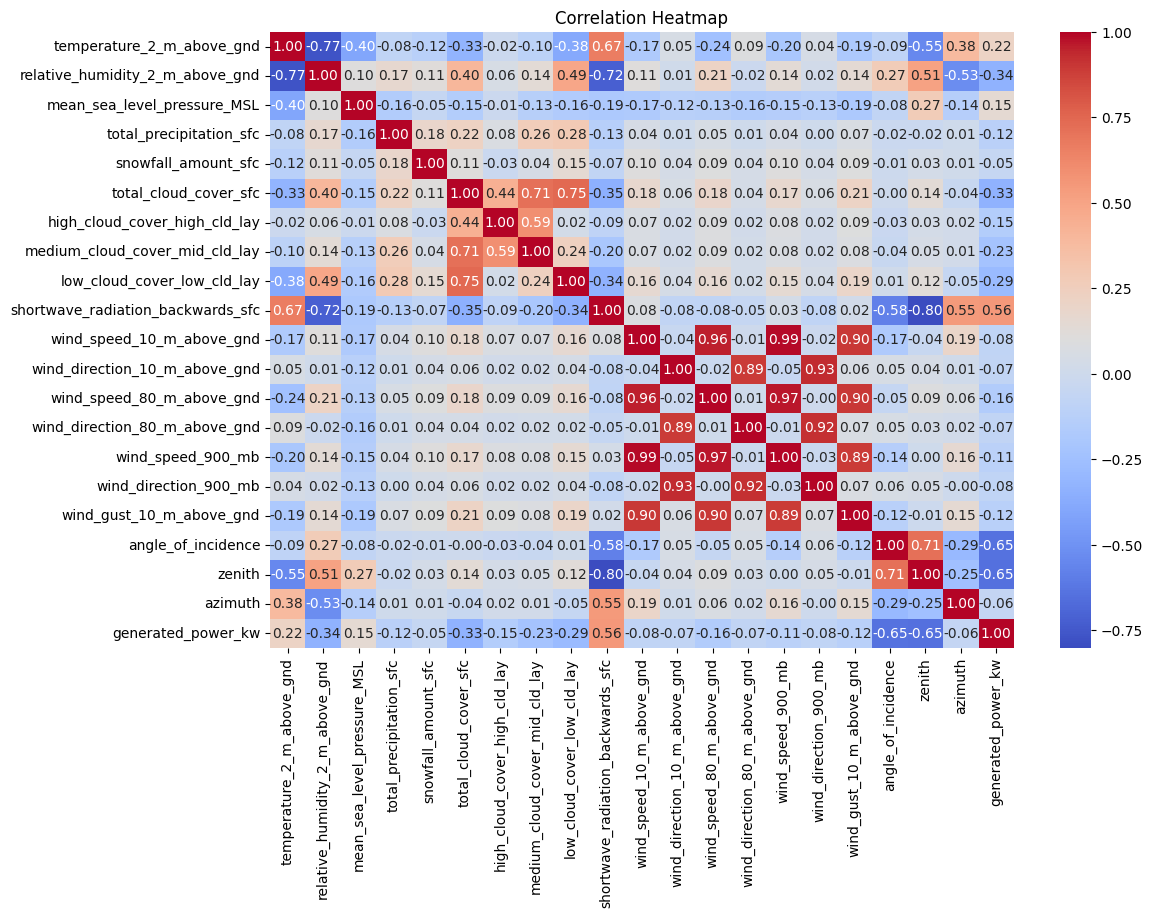 Correlation Heatmap
temperature_2_m_above_gnd 1.00 -0.77 -0.40 -0.08 -0.12 -0.33 -0.02 -0.10 -0.38 0.67 -0.17 0.05 -0.24 0.09 -0.20 0.04 -0.19 -0.09 -0.55 0.38 0.22
relative_humidity_2_m_above_gnd -0.77 1.00 0.10 0.17 0.11 0.40 0.06 0.14 0.49 -0.72 0.11 0.01 0.21 -0.02 0.14 0.02 0.14 0.27 0.51 -0.53 -0.34
mean_sea_level_pressure_MSL -0.40 0.10 1.00 -0.16 -0.05 -0.15 -0.01 -0.13 -0.16 -0.19 -0.17 -0.12 -0.13 -0.16 -0.15 -0.13 -0.19 -0.08 0.27 -0.14 0.15
total_precipitation_sfc -0.08 0.17 -0.16 1.00 0.18 0.22 0.08 0.26 0.28 -0.13 0.04 0.01 0.05 0.01 0.04 0.00 0.07 -0.02 -0.02 0.01 -0.12
snowfall_amount_sfc -0.12 0.11 -0.05 0.18 1.00 0.11 -0.03 0.04 0.15 -0.07 0.10 0.04 0.09 0.04 0.10 0.04 0.09 -0.01 0.03 0.01 -0.05
total_cloud_cover_sfc -0.33 0.40 -0.15 0.22 0.11 1.00 0.44 0.71 0.75 -0.35 0.18 0.06 0.18 0.04 0.17 0.06 0.21 -0.00 0.14 -0.04 -0.33
high_cloud_cover_high_cld_lay -0.02 0.06 -0.01 0.08 -0.03 0.44 1.00 0.59 0.02 -0.09 0.07 0.02 0.09 0.02 0.08 0.02 0.09 -0.03 0.03 0.02 -0.15
medium_cloud_cover_mid_cld_lay -0.10 0.14 -0.13 0.26 0.04 0.71 0.59 1.00 0.24 -0.20 0.07 0.02 0.09 0.02 0.08 0.02 0.08 -0.04 0.05 0.01 -0.23
low_cloud_cover_low_cld_lay -0.38 0.49 -0.16 0.28 0.15 0.75 0.02 0.24 1.00 -0.34 0.16 0.04 0.16 0.02 0.15 0.04 0.19 0.01 0.12 -0.05 -0.29
shortwave_radiation_backwards_sfc 0.67 -0.72 -0.19 -0.13 -0.07 -0.35 -0.09 -0.20 -0.34 1.00 0.08 -0.08 -0.08 -0.05 0.03 -0.08 0.02 -0.58 -0.80 0.55 0.56
wind_speed_10_m_above_gnd -0.17 0.11 -0.17 0.04 0.10 0.18 0.07 0.07 0.16 0.08 1.00 -0.04 0.96 -0.01 0.99 -0.02 0.90 -0.17 -0.04 0.19 -0.08
wind_direction_10_m_above_gnd 0.05 0.01 -0.12 0.01 0.04 0.06 0.02 0.02 0.04 -0.08 -0.04 1.00 -0.02 0.89 -0.05 0.93 0.06 0.05 0.04 0.01 -0.07
wind_speed_80_m_above_gnd -0.24 0.21 -0.13 0.05 0.09 0.18 0.09 0.09 0.16 -0.08 0.96 -0.02 1.00 0.01 0.97 -0.00 0.90 -0.05 0.09 0.06 -0.16
wind_direction_80_m_above_gnd 0.09 -0.02 -0.16 0.01 0.04 0.04 0.02 0.02 0.02 -0.05 -0.01 0.89 0.01 1.00 -0.01 0.92 0.07 0.05 0.03 0.02 -0.07
wind_speed_900_mb -0.20 0.14 -0.15 0.04 0.10 0.17 0.08 0.08 0.15 0.03 0.99 -0.05 0.97 -0.01 1.00 -0.03 0.89 -0.14 0.00 0.16 -0.11
wind_direction_900_mb 0.04 0.02 -0.13 0.00 0.04 0.06 0.02 0.02 0.04 -0.08 -0.02 0.93 -0.00 0.92 -0.03 1.00 0.07 0.06 0.05 -0.00 -0.08
wind_gust_10_m_above_gnd -0.19 0.14 -0.19 0.07 0.09 0.21 0.09 0.08 0.19 0.02 0.90 0.06 0.90 0.07 0.89 0.07 1.00 -0.12 -0.01 0.15 -0.12
angle_of_incidence -0.09 0.27 -0.08 -0.02 -0.01 -0.00 -0.03 -0.04 0.01 -0.58 -0.17 0.05 -0.05 0.05 -0.14 0.06 -0.12 1.00 0.71 -0.29 -0.65
zenith -0.55 0.51 0.27 -0.02 0.03 0.14 0.03 0.05 0.12 -0.80 -0.04 0.04 0.09 0.03 0.00 0.05 -0.01 0.71 1.00 -0.25 -0.65
azimuth 0.38 -0.53 -0.14 0.01 0.01 -0.04 0.02 0.01 -0.05 0.55 0.19 0.01 0.06 0.02 0.16 -0.00 0.15 -0.29 -0.25 1.00 -0.06
generated_power_kw 0.22 -0.34 0.15 -0.12 -0.05 -0.33 -0.15 -0.23 -0.29 0.56 -0.08 -0.07 -0.16 -0.07 -0.11 -0.08 -0.12 -0.65 -0.65 -0.06 1.00
temperature_2_m_above_gnd
relative_humidity_2_m_above_gnd
mean_sea_level_pressure_MSL
total_precipitation_sfc
snowfall_amount_sfc
total_cloud_cover_sfc
high_cloud_cover_high_cld_lay
medium_cloud_cover_mid_cld_lay
low_cloud_cover_low_cld_lay
shortwave_radiation_backwards_sfc
wind_speed_10_m_above_gnd
wind_direction_10_m_above_gnd
wind_speed_80_m_above_gnd
wind_direction_80_m_above_gnd
wind_speed_900_mb
wind_direction_900_mb
wind_gust_10_m_above_gnd
angle_of_incidence
zenith
azimuth
generated_power_kw
1.00
0.75
0.50
0.25
0.00
−0.25
−0.50
−0.75